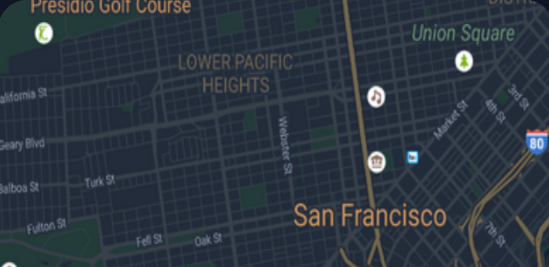 Presidio Golf Course
Union Square
LOWER PACIFIC
HEIGHTS
alifornia St
3rd St
4th St
Market St
80
Geary Blvd
Webster St
Balboa St
Turk St
San Francisco
Fulton St
Fell St
Oak St
7th St